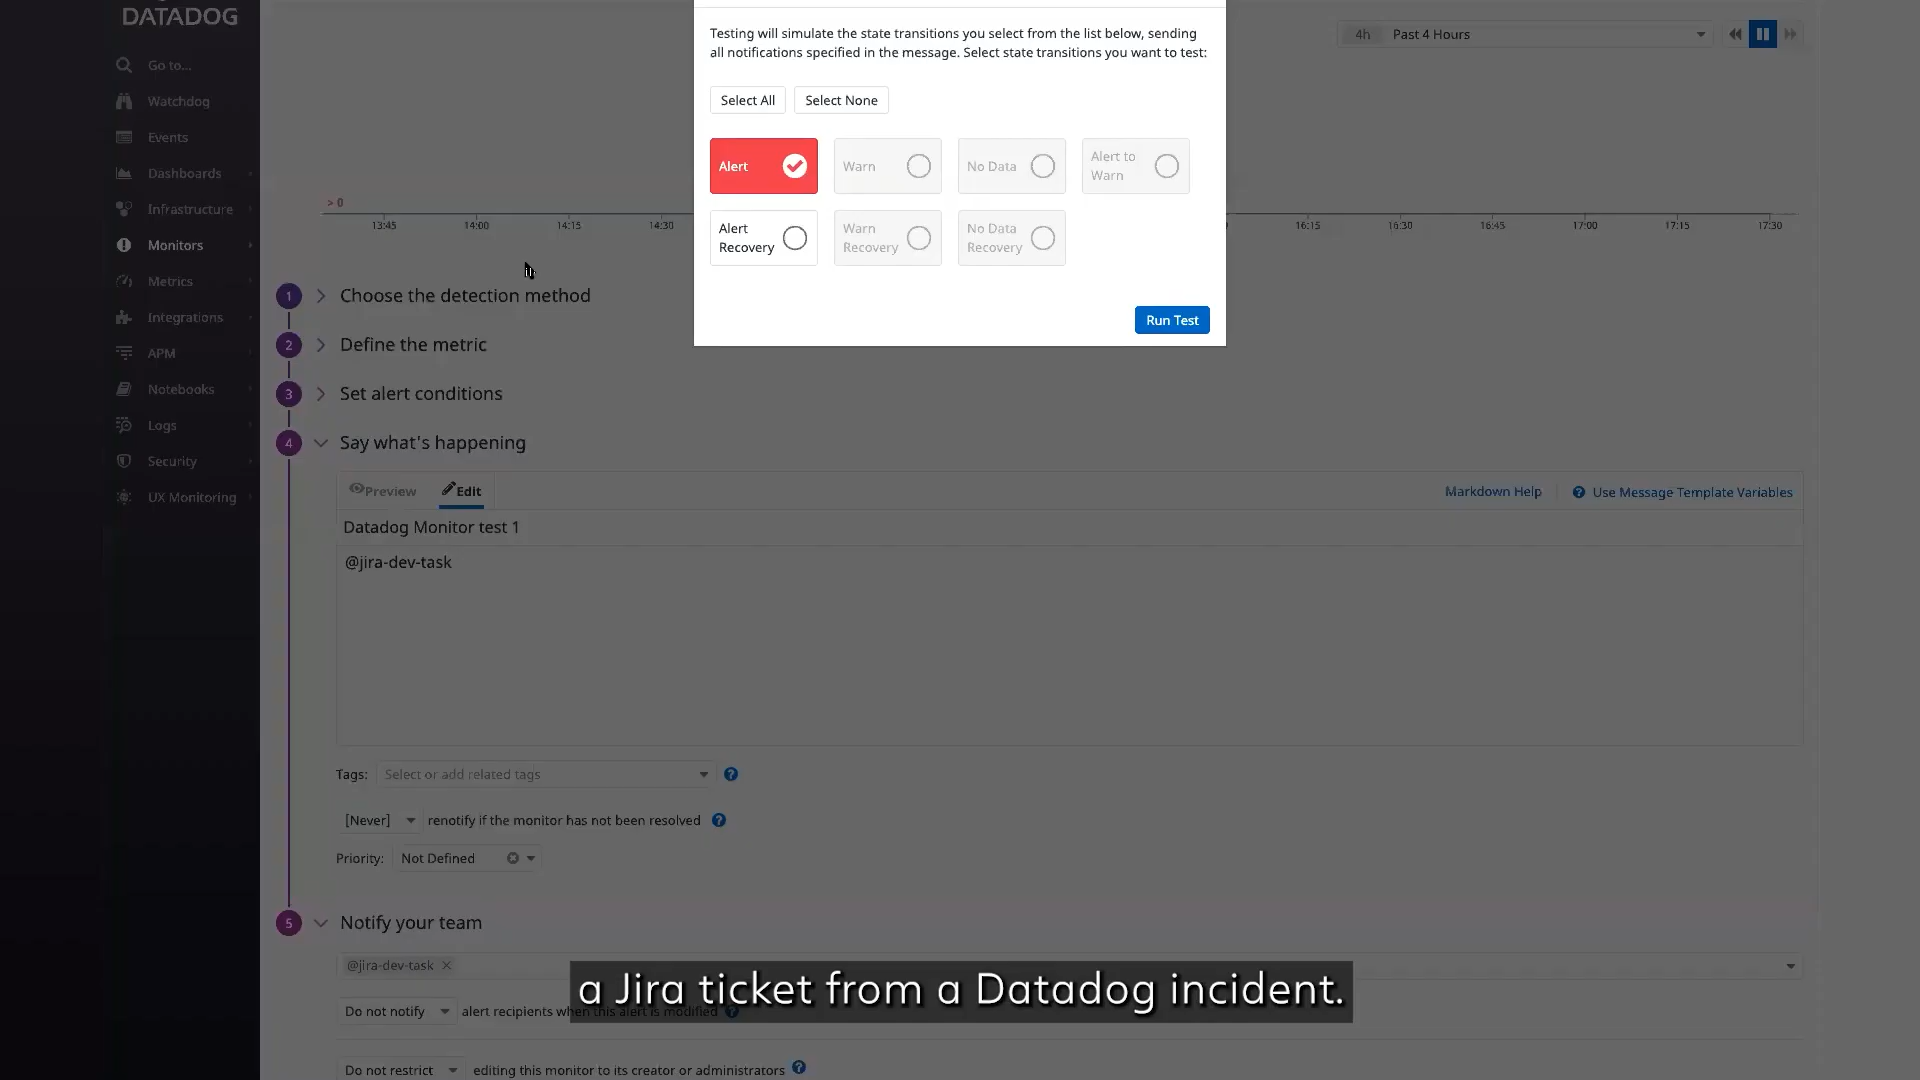 DATADOG
Go to...
Watchdog
Events
Dashboards
Infrastructure
Monitors
Metrics
Integrations
APM
Notebooks
Logs
Security
UX Monitoring
Testing will simulate the state transitions you select from the list below, sending
all notifications specified in the message. Select state transitions you want to test:
Select All
Select None
Alert
Warn
No Data
Alert to
Warn
Alert
Recovery
Warn
Recovery
No Data
Recovery
Run Test
4h Past 4 Hours
> 0
13:45 14:00 14:15 14:30 16:15 16:30 16:45 17:00 17:15 17:30
1 Choose the detection method
2 Define the metric
3 Set alert conditions
4 Say what's happening
Preview Edit
Markdown Help
Use Message Template Variables
Datadog Monitor test 1
@jira-dev-task
Tags: Select or add related tags
[Never] renotify if the monitor has not been resolved
Priority: Not Defined
5 Notify your team
@jira-dev-task
a Jira ticket from a Datadog incident.
Do not notify alert recipients when this alert is modified
Do not restrict editing this monitor to its creator or administrators